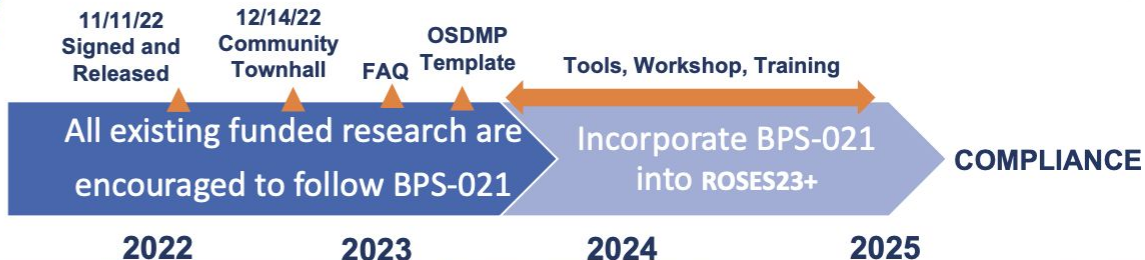 11/11/22
Signed and
Released
12/14/22
Community
Townhall
FAQ
OSDMP
Template
Tools, Workshop, Training
All existing funded research are
encouraged to follow BPS-021
Incorporate BPS-021
into ROSES23+
COMPLIANCE
2022
2023
2024
2025